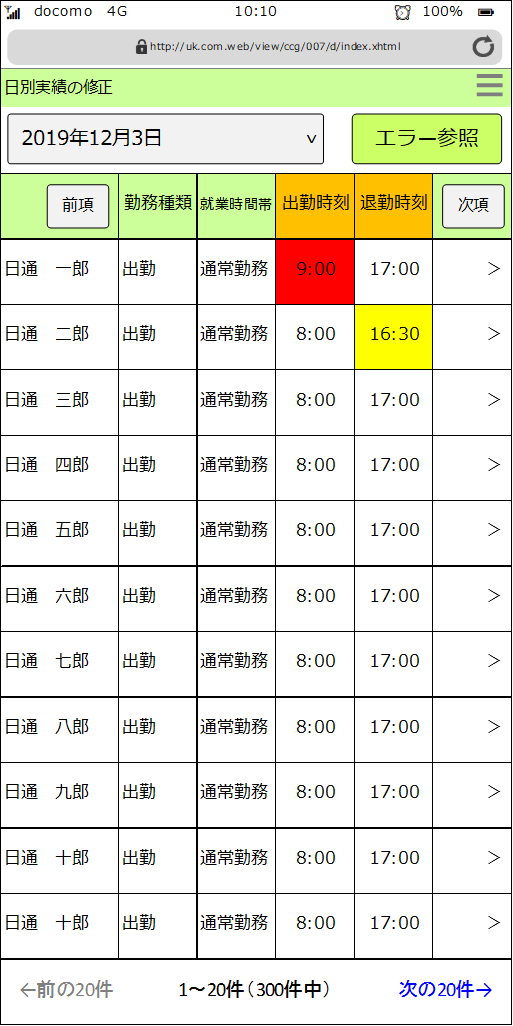 docomo 4G 10:10 100%
http://uk.com.web/view/ccg/007/d/index.xhtml
日別実績の修正
2019年12月3日 エラー参照
前項 勤務種類 就業時間帯 出勤時刻 退勤時刻 次項
日通　一郎 出勤 通常勤務 9:00 17:00 >
日通　二郎 出勤 通常勤務 8:00 16:30 >
日通　三郎 出勤 通常勤務 8:00 17:00 >
日通　四郎 出勤 通常勤務 8:00 17:00 >
日通　五郎 出勤 通常勤務 8:00 17:00 >
日通　六郎 出勤 通常勤務 8:00 17:00 >
日通　七郎 出勤 通常勤務 8:00 17:00 >
日通　八郎 出勤 通常勤務 8:00 17:00 >
日通　九郎 出勤 通常勤務 8:00 17:00 >
日通　十郎 出勤 通常勤務 8:00 17:00 >
日通　十郎 出勤 通常勤務 8:00 17:00 >
←前の20件 1～20件（300件中） 次の20件→